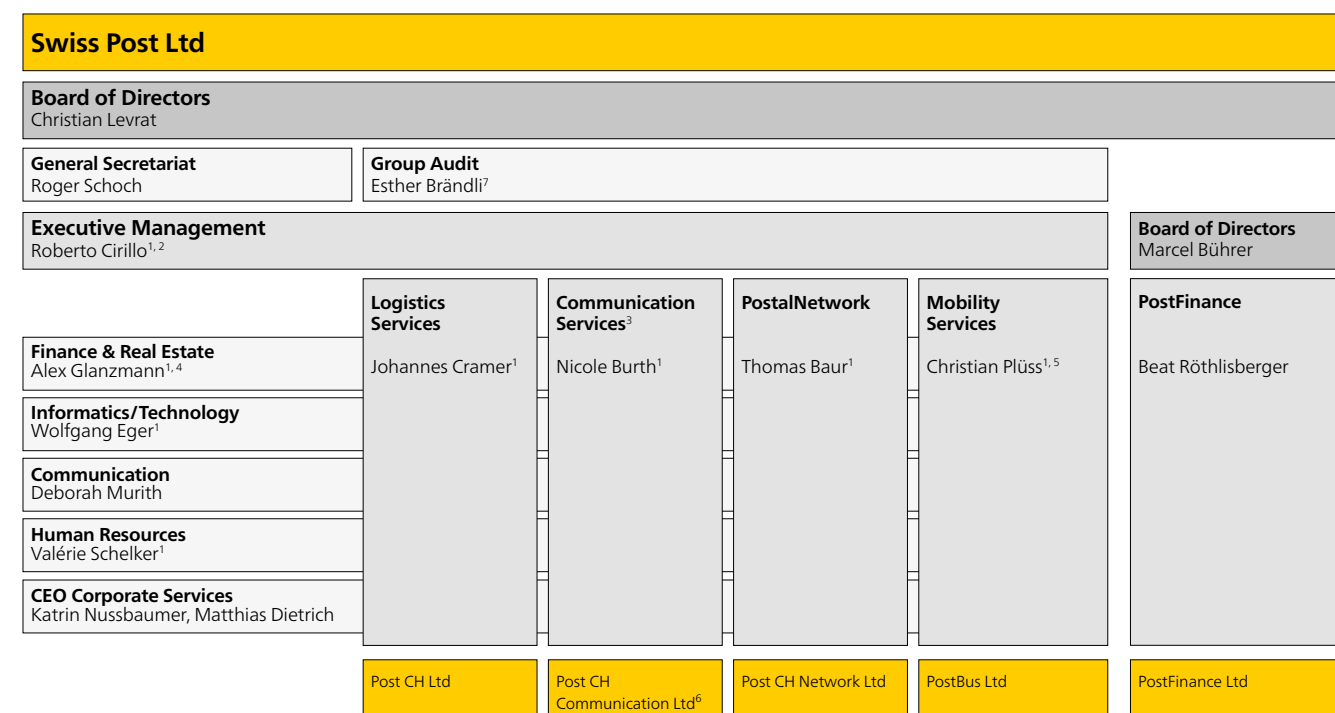 Swiss Post Ltd
Board of Directors
Christian Levrat
General Secretariat
Roger Schoch
Group Audit
Esther Brändli7
Executive Management
Roberto Cirillo1, 2
Board of Directors
Marcel Bührer
Logistics
Services
Johannes Cramer1
Communication
Services3
Nicole Burth1
PostalNetwork
Thomas Baur1
Mobility
Services
Christian Plüss1, 5
PostFinance
Beat Röthlisberger
Finance & Real Estate
Alex Glanzmann1, 4
Informatics/Technology
Wolfgang Eger1
Communication
Deborah Murith
Human Resources
Valérie Schelker1
CEO Corporate Services
Katrin Nussbaumer, Matthias Dietrich
Post CH Ltd
Post CH
Communication Ltd6
Post CH Network Ltd
PostBus Ltd
PostFinance Ltd